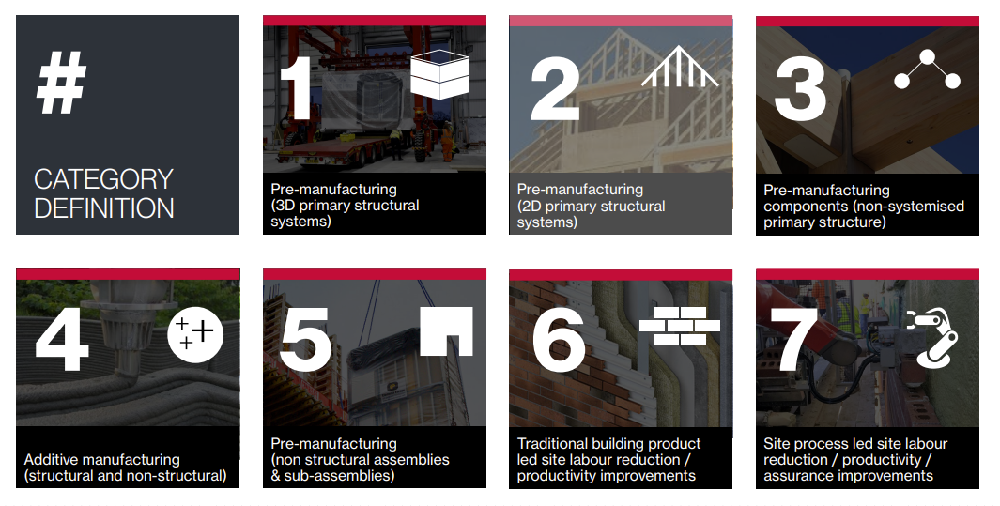 #
CATEGORY
DEFINITION
1
Pre-manufacturing
(3D primary structural
systems)
2
Pre-manufacturing
(2D primary structural
systems)
3
Pre-manufacturing
components (non-systemised
primary structure)
4
Additive manufacturing
(structural and non-structural)
5
Pre-manufacturing
(non structural assemblies
& sub-assemblies)
6
Traditional building product
led site labour reduction /
productivity improvements
7
Site process led site labour
reduction / productivity /
assurance improvements